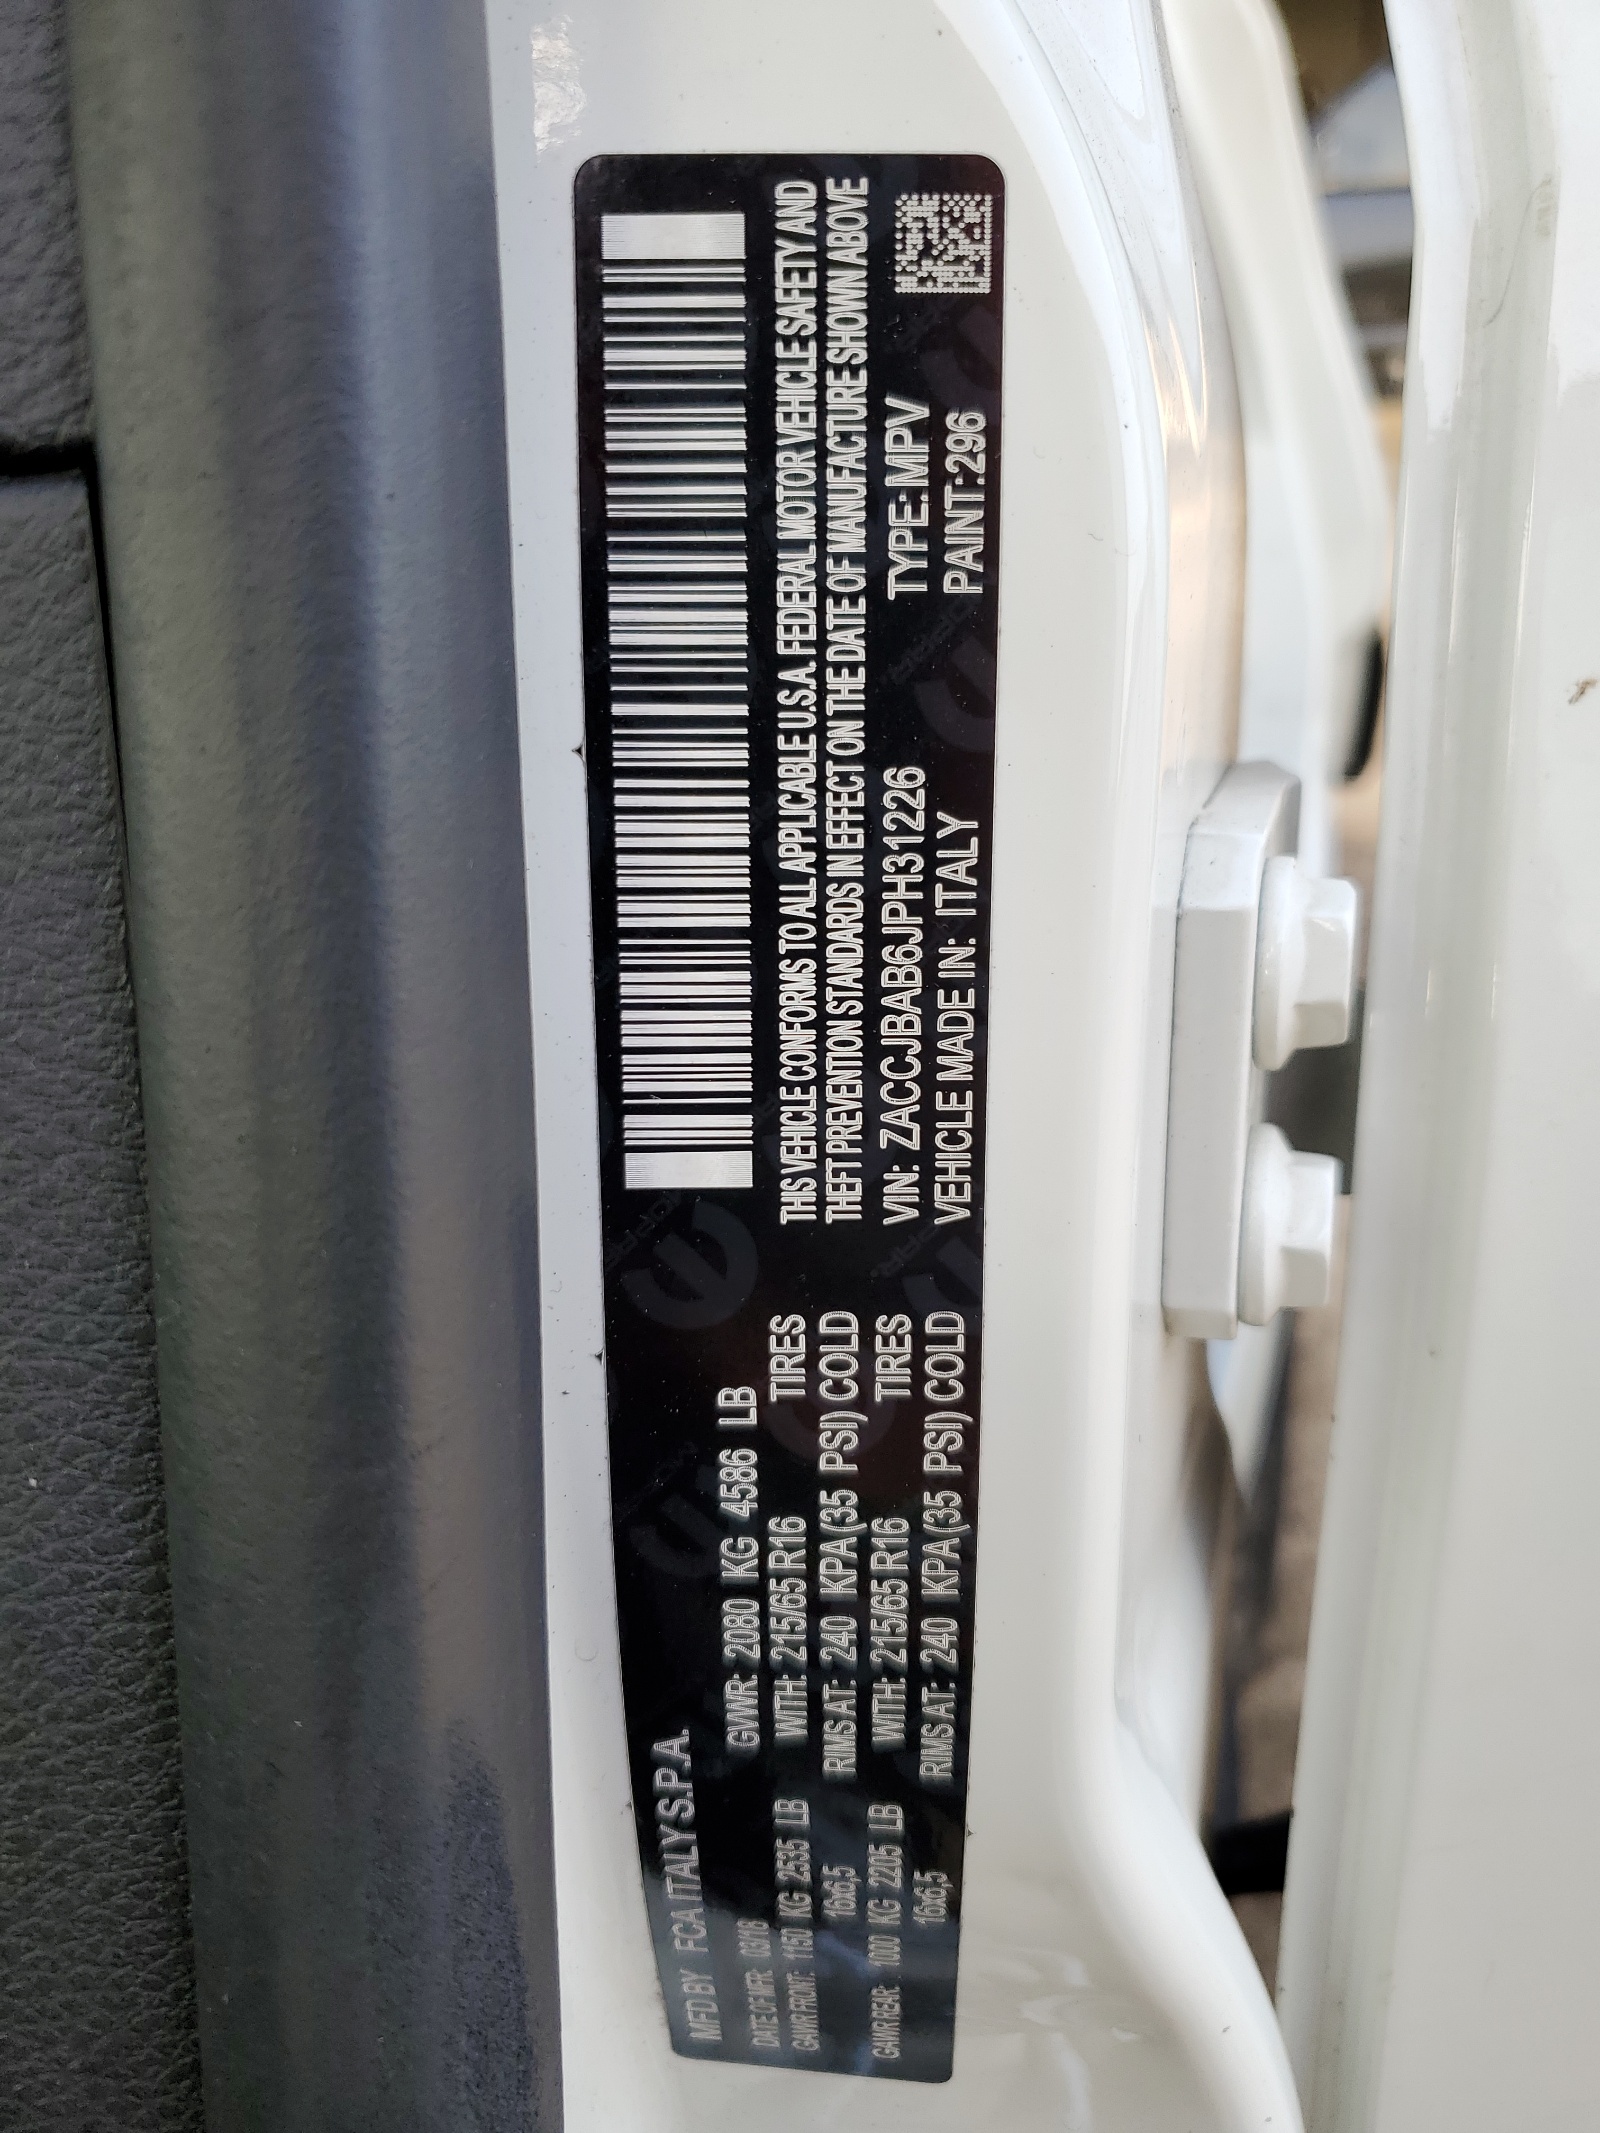 MFD BY FCA ITALY S.P.A.
DATE OF MFR: 03/18 GVWR: 2080 KG 4586 LB
GAWR FRONT: 1150 KG 2535 LB WITH: 215/65 R16 TIRES
16x6,5 RIMS AT: 240 KPA (35 PSI) COLD
GAWR REAR: 1000 KG 2205 LB WITH: 215/65 R16 TIRES
16x6,5 RIMS AT: 240 KPA (35 PSI) COLD
THIS VEHICLE CONFORMS TO ALL APPLICABLE U.S.A. FEDERAL MOTOR VEHICLE SAFETY AND
THEFT PREVENTION STANDARDS IN EFFECT ON THE DATE OF MANUFACTURE SHOWN ABOVE
VIN: ZACCJBAB6JPH31226 TYPE: MPV
VEHICLE MADE IN: ITALY PAINT:296